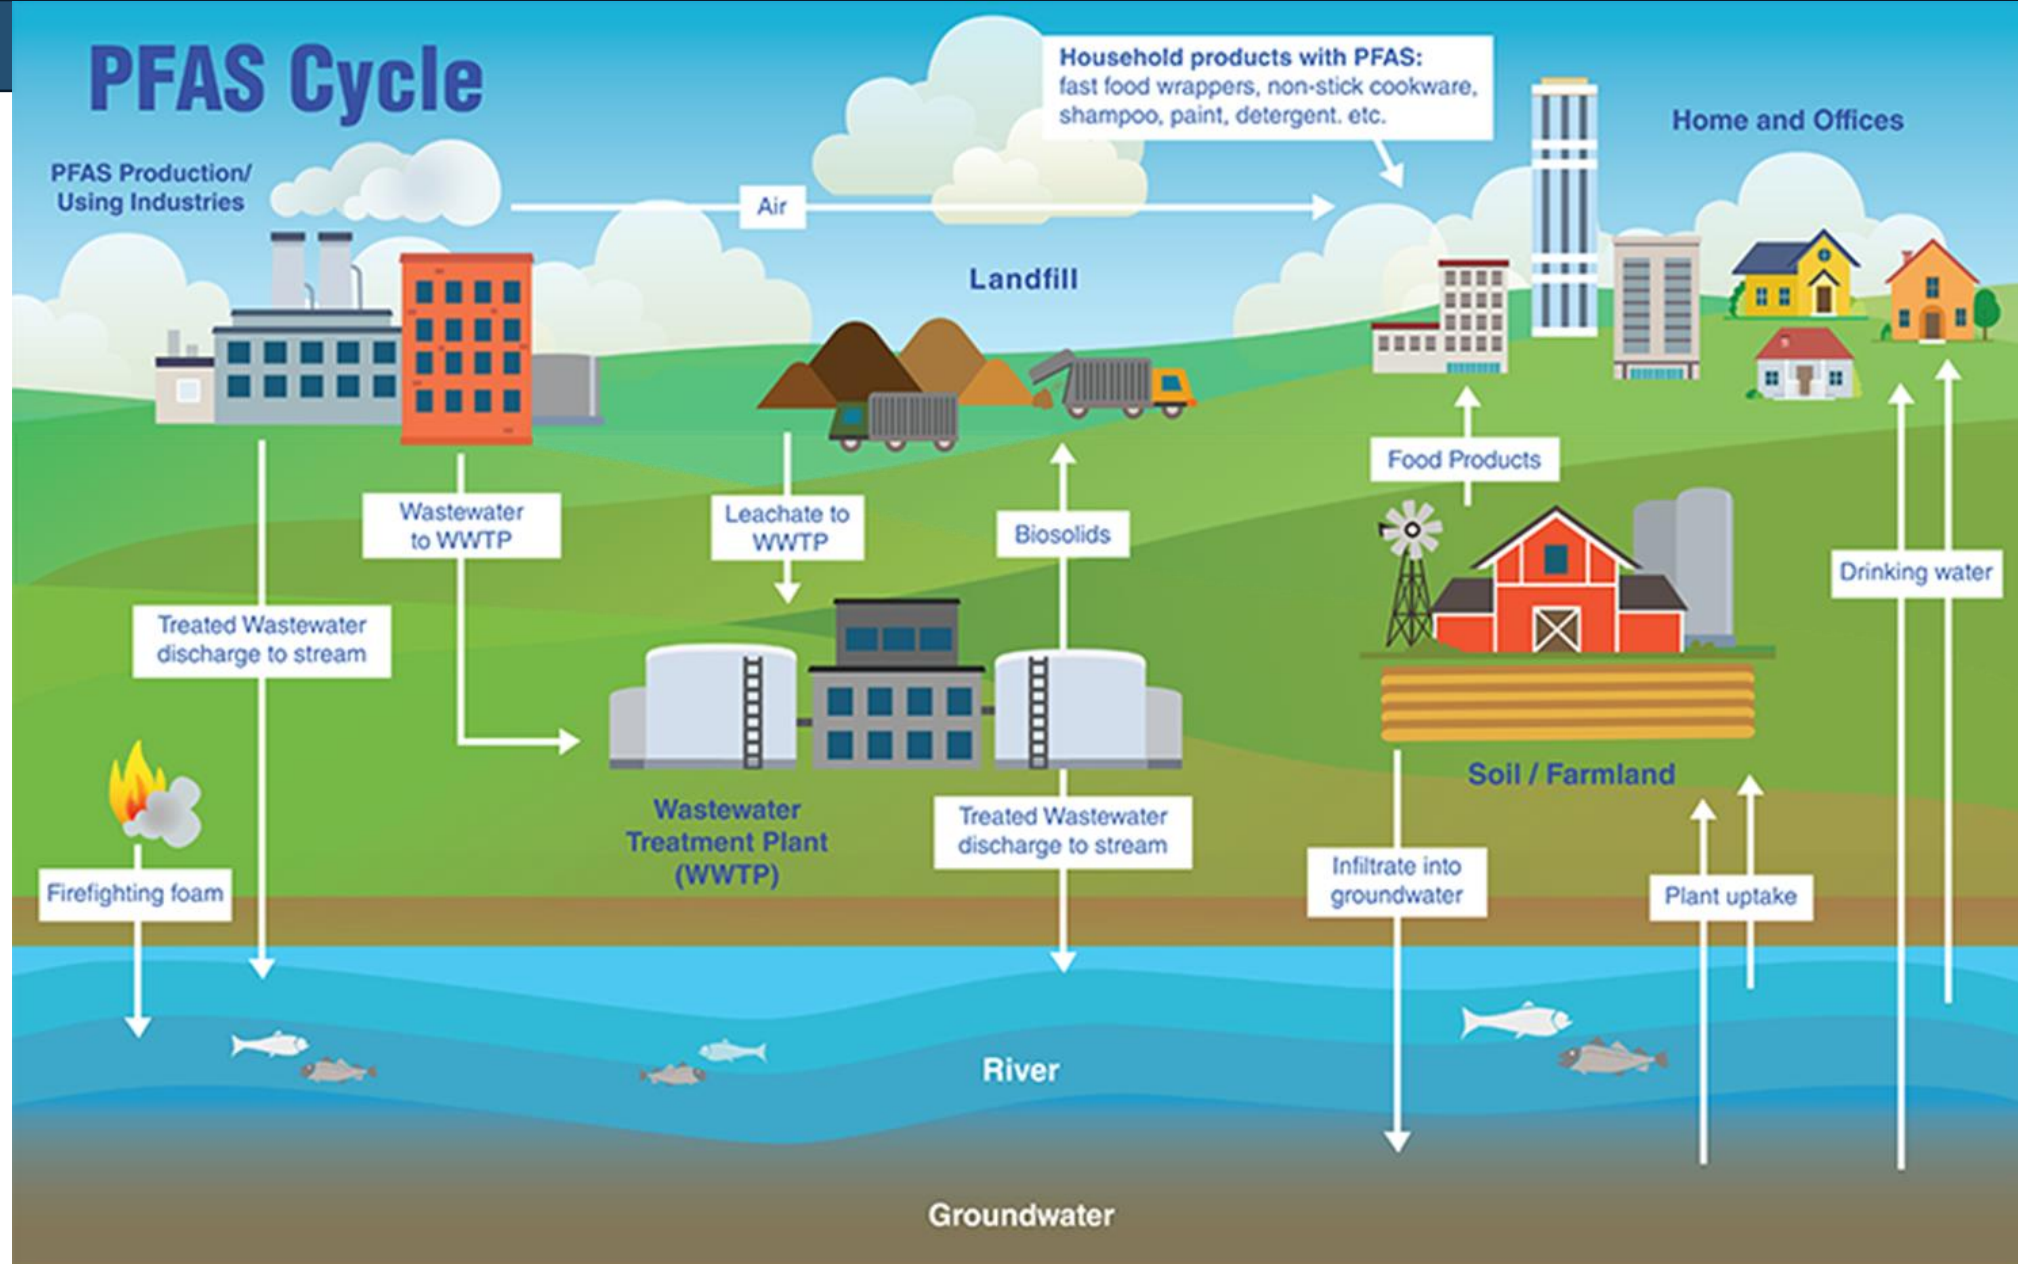 PFAS Cycle
Household products with PFAS:
fast food wrappers, non-stick cookware,
shampoo, paint, detergent. etc.
Home and Offices
PFAS Production/
Using Industries
Air
Landfill
Food Products
Wastewater
to WWTP
Leachate to
WWTP
Biosolids
Drinking water
Treated Wastewater
discharge to stream
Soil / Farmland
Wastewater
Treatment Plant
(WWTP)
Treated Wastewater
discharge to stream
Infiltrate into
groundwater
Plant uptake
Firefighting foam
River
Groundwater